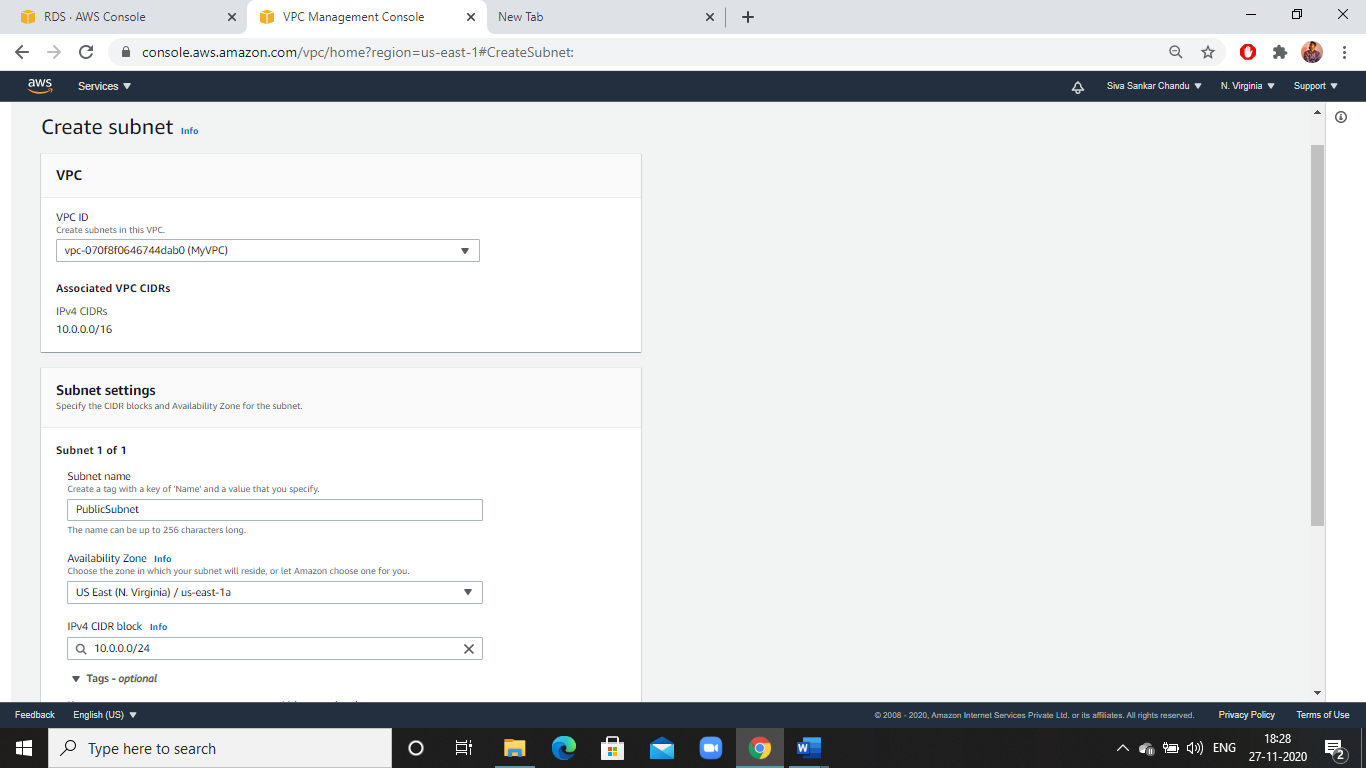 RDS · AWS Console
VPC Management Console
New Tab
console.aws.amazon.com/vpc/home?region=us-east-1#CreateSubnet:
aws
Services
Siva Sankar Chandu
N. Virginia
Support
Create subnet Info
VPC
VPC ID
Create subnets in this VPC.
vpc-070f8f0646744dab0 (MyVPC)
Associated VPC CIDRs
IPv4 CIDRs
10.0.0.0/16
Subnet settings
Specify the CIDR blocks and Availability Zone for the subnet.
Subnet 1 of 1
Subnet name
Create a tag with a key of 'Name' and a value that you specify.
PublicSubnet
The name can be up to 256 characters long.
Availability Zone Info
Choose the zone in which your subnet will reside, or let Amazon choose one for you.
US East (N. Virginia) / us-east-1a
IPv4 CIDR block Info
10.0.0.0/24
Tags - optional
Feedback
English (US)
© 2008 - 2020, Amazon Internet Services Private Ltd. or its affiliates. All rights reserved.
Privacy Policy
Terms of Use
Type here to search
W
ENG
18:28
27-11-2020
2